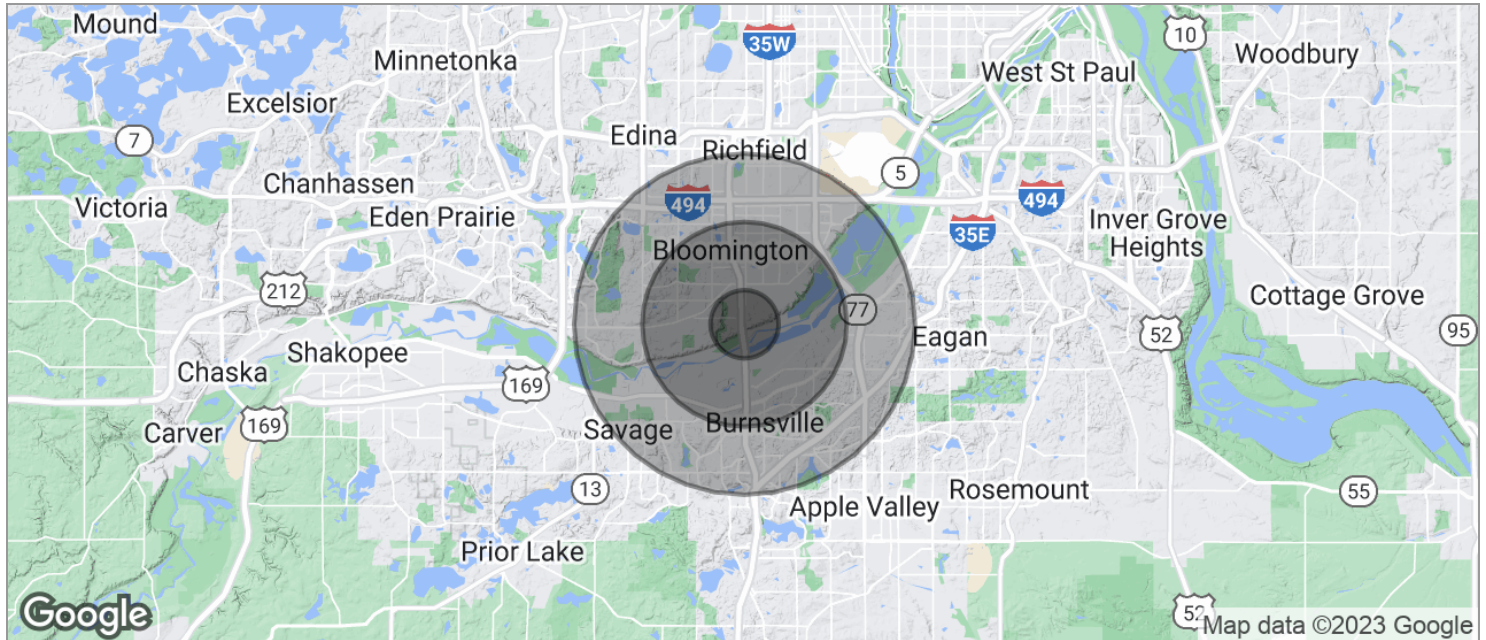 Mound
10
Woodbury
35W
Minnetonka
West St Paul
Excelsior
Edina
7
Richfield
5
Chanhassen
494
494
Victoria
Eden Prairie
Inver Grove
Heights
35E
Bloomington
212
Cottage Grove
77
95
52
Eagan
Shakopee
Chaska
169
169
Carver
Savage
Burnsville
13
Rosemount
55
Apple Valley
Prior Lake
52
Google
Map data ©2023 Google